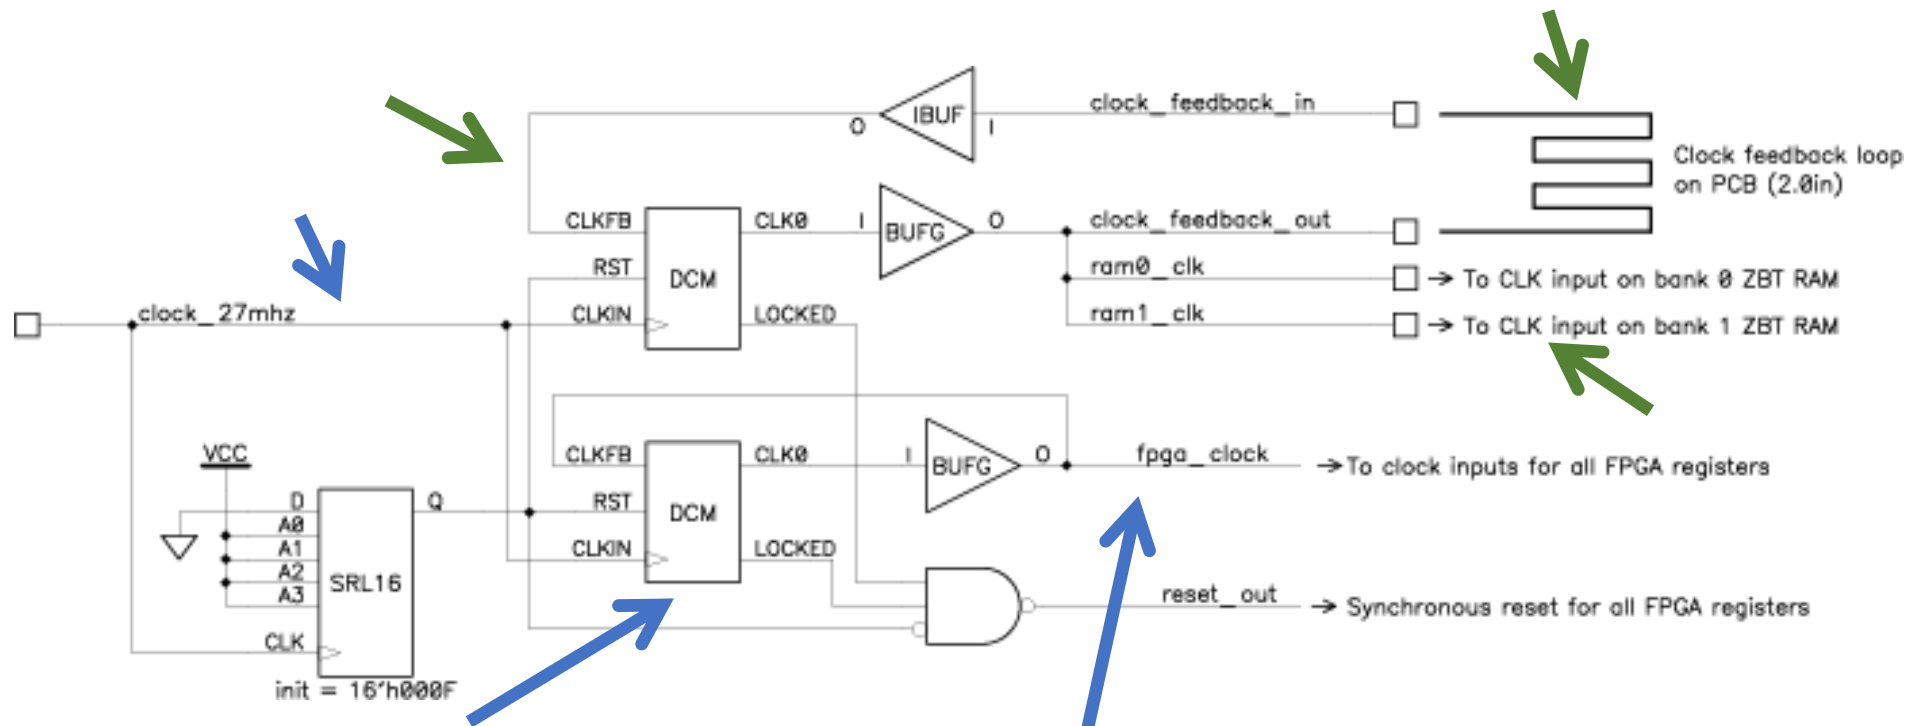 IBUF
O
I
clock_feedback_in
Clock feedback loop
on PCB (2.0in)
CLKFB
CLK0
I
BUFG
O
clock_feedback_out
RST
DCM
ram0_clk
To CLK input on bank 0 ZBT RAM
clock_27mhz
CLKIN
LOCKED
ram1_clk
To CLK input on bank 1 ZBT RAM
VCC
CLKFB
CLK0
I
BUFG
O
fpga_clock
To clock inputs for all FPGA registers
D
Q
RST
DCM
A0
A1
CLKIN
LOCKED
A2
SRL16
A3
reset_out
Synchronous reset for all FPGA registers
CLK
init = 16'h000F